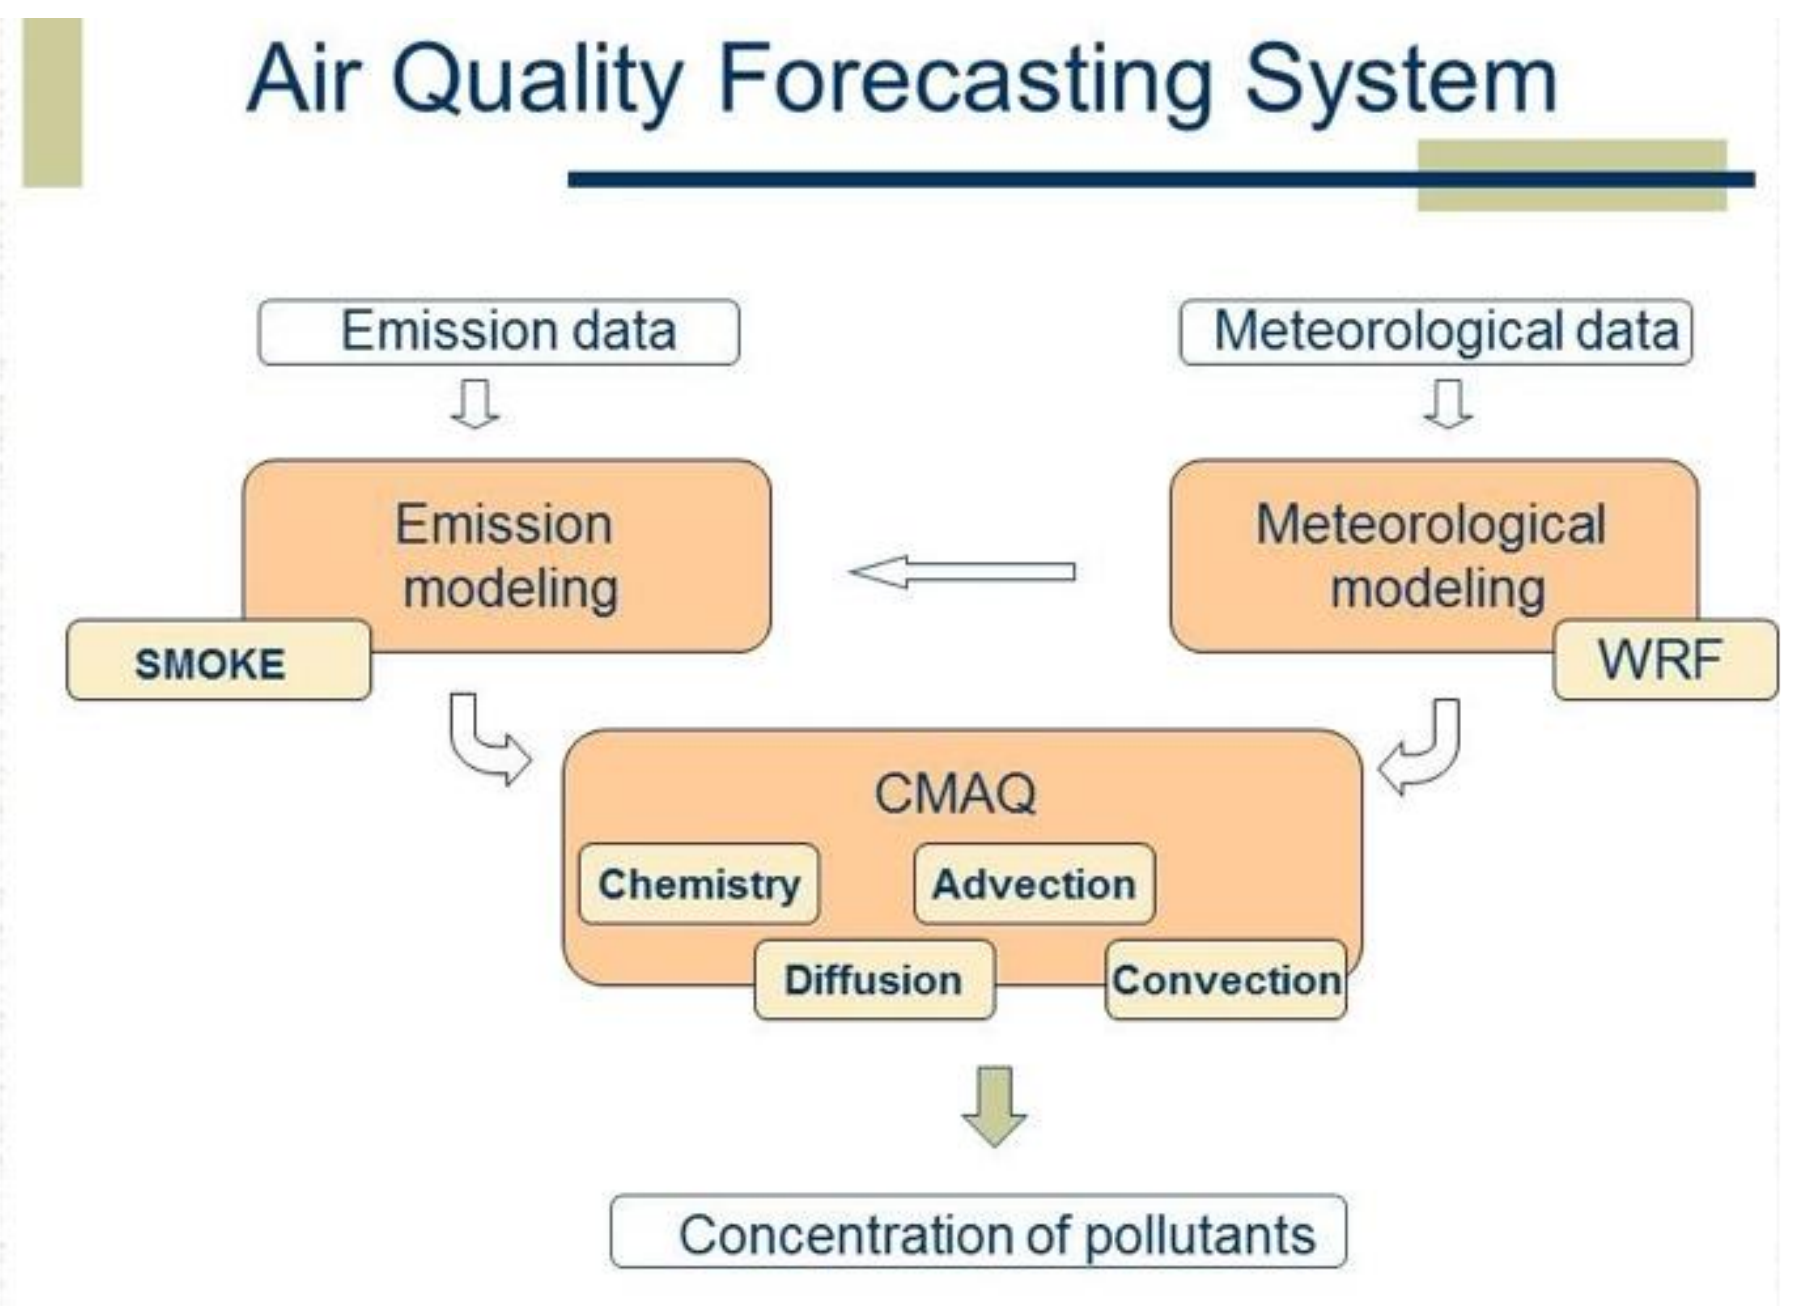 Air Quality Forecasting System
Emission data
Meteorological data
Emission
modeling
Meteorological
modeling
SMOKE
WRF
CMAQ
Chemistry
Advection
Diffusion
Convection
Concentration of pollutants